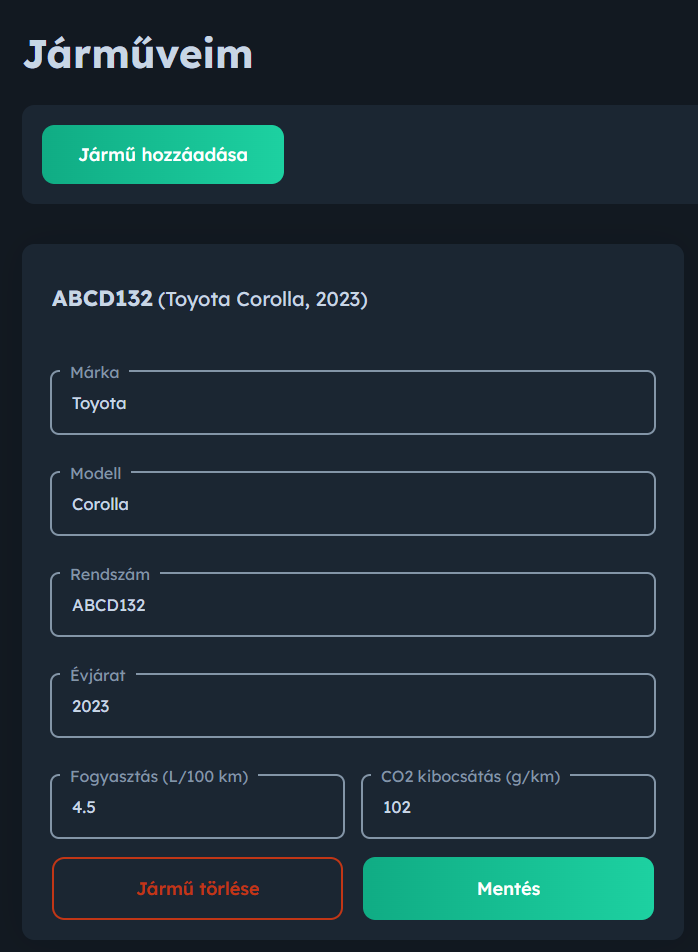 Járműveim
Jármű hozzáadása
ABCD132 (Toyota Corolla, 2023)
Márka
Toyota
Modell
Corolla
Rendszám
ABCD132
Évjárat
2023
Fogyasztás (L/100 km)
4.5
CO2 kibocsátás (g/km)
102
Jármű törlése
Mentés